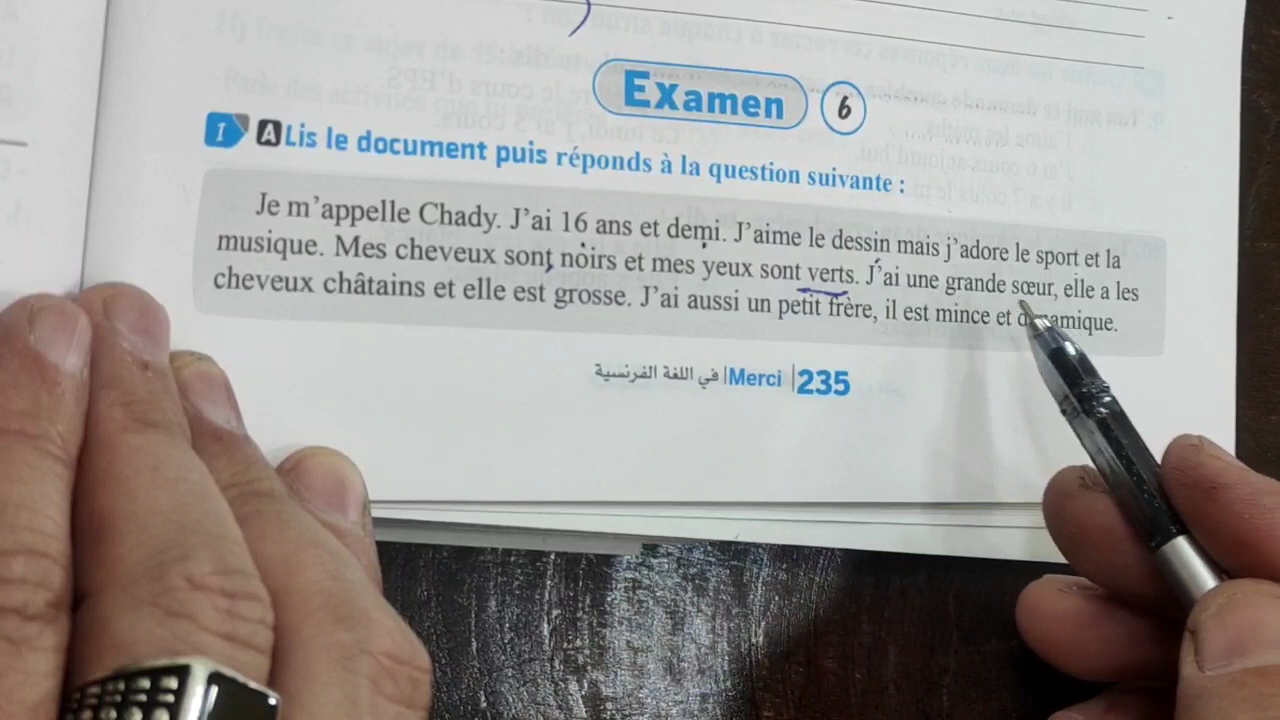 Examen 6
1 A Lis le document puis réponds à la question suivante :
Je m'appelle Chady. J'ai 16 ans et demi. J'aime le dessin mais j'adore le sport et la
musique. Mes cheveux sont noirs et mes yeux sont verts. J'ai une grande sœur, elle a les
cheveux châtains et elle est grosse. J'ai aussi un petit frère, il est mince et dynamique.
في اللغة الفرنسية | Merci | 235